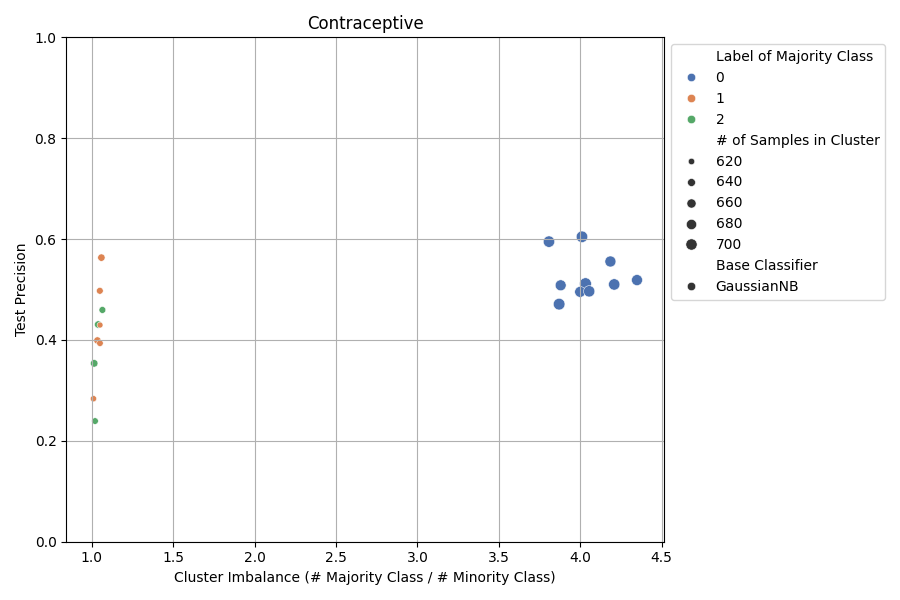 Contraceptive
Test Precision
1.0
0.8
0.6
0.4
0.2
0.0
1.0 1.5 2.0 2.5 3.0 3.5 4.0 4.5
Cluster Imbalance (# Majority Class / # Minority Class)
Label of Majority Class
0
1
2
# of Samples in Cluster
620
640
660
680
700
Base Classifier
GaussianNB